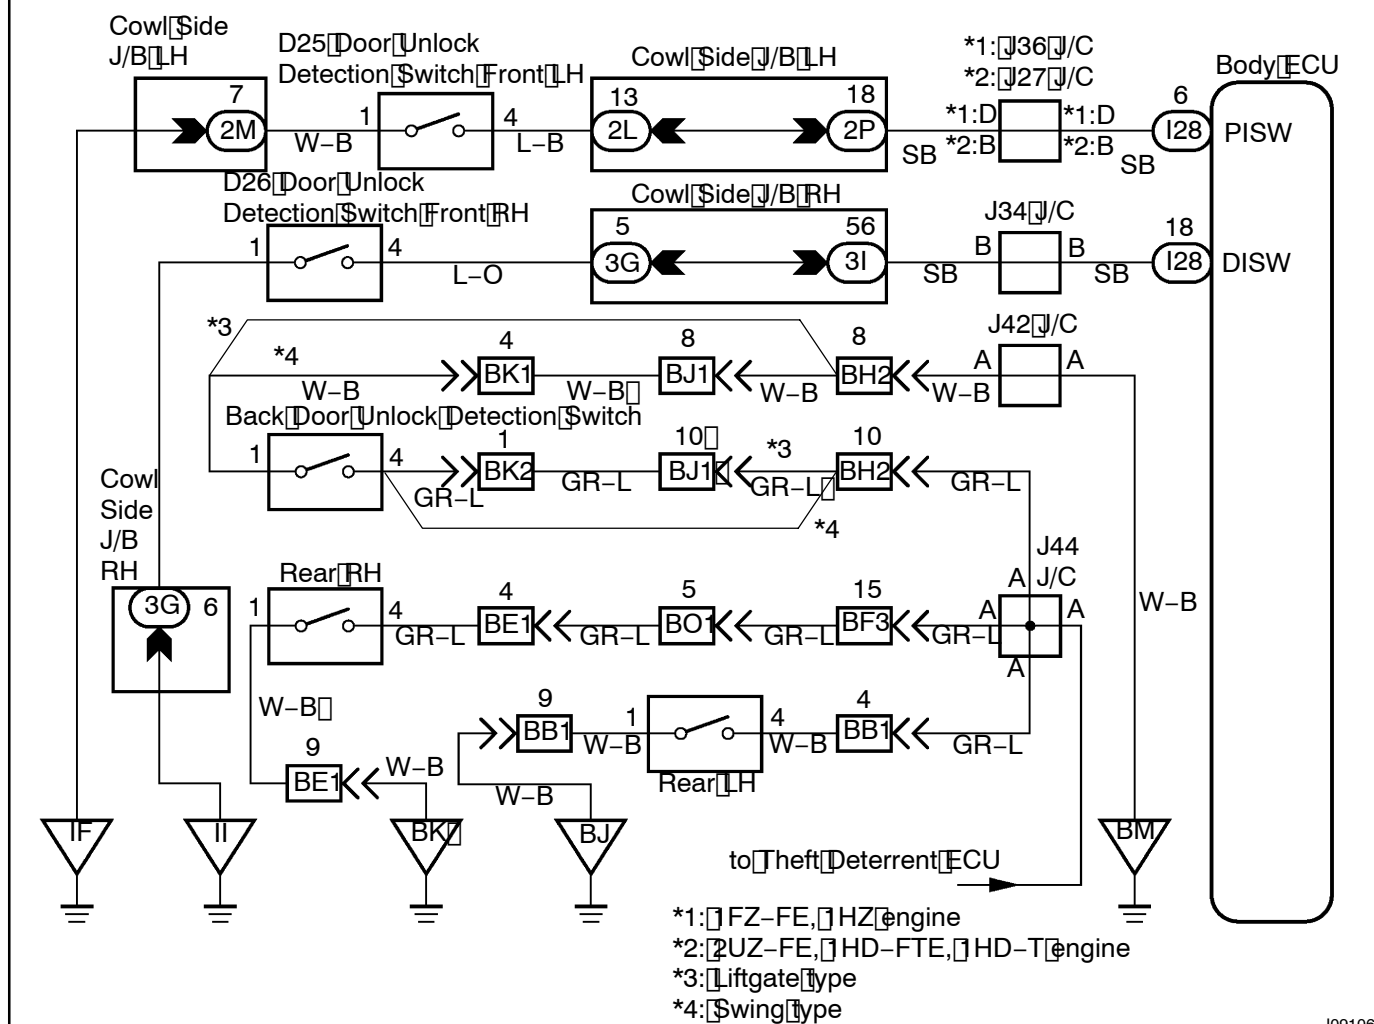 Cowl Side
J/B LH
D25 Door Unlock
Detection Switch Front LH
Cowl Side J/B LH
*1: J36 J/C
*2: J27 J/C
Body ECU
7
2M
W–B
1
4
L–B
13
2L
18
2P
SB
*1:D
*2:B
*1:D
*2:B
SB
6
I28
PISW
D26 Door Unlock
Detection Switch Front RH
1
4
L–O
Cowl Side J/B RH
5
3G
56
3I
SB
J34 J/C
B
B
SB
18
I28
DISW
*3
*4
W–B
4
BK1
W–B
8
BJ1
W–B
8
BH2
W–B
J42 J/C
A
A
Back Door Unlock Detection Switch
1
4
GR–L
1
BK2
GR–L
10
BJ1
*3
GR–L
10
BH2
GR–L
*4
Cowl
Side
J/B
RH
3G
6
Rear RH
1
4
GR–L
4
BE1
GR–L
5
BO1
GR–L
15
BF3
GR–L
J44
J/C
A
A
A
A
W–B
W–B
9
BE1
W–B
9
BB1
W–B
1
4
Rear LH
W–B
4
BB1
GR–L
W–B
IF
II
BK
BJ
BM
to Theft Deterrent ECU
*1: 1FZ–FE, 1HZ engine
*2: 2UZ–FE, 1HD–FTE, 1HD–T engine
*3: Liftgate type
*4: Swing type